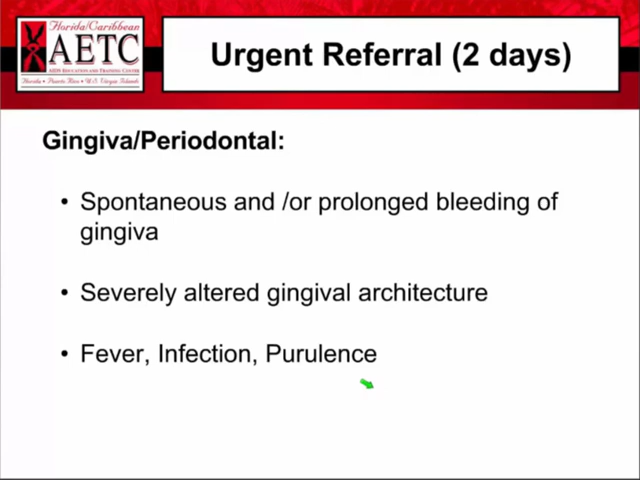 Florida/Caribbean
AETC
AIDS EDUCATION AND TRAINING CENTER
Florida • Puerto Rico • U.S. Virgin Islands
Urgent Referral (2 days)
Gingiva/Periodontal:
• Spontaneous and /or prolonged bleeding of
gingiva
• Severely altered gingival architecture
• Fever, Infection, Purulence